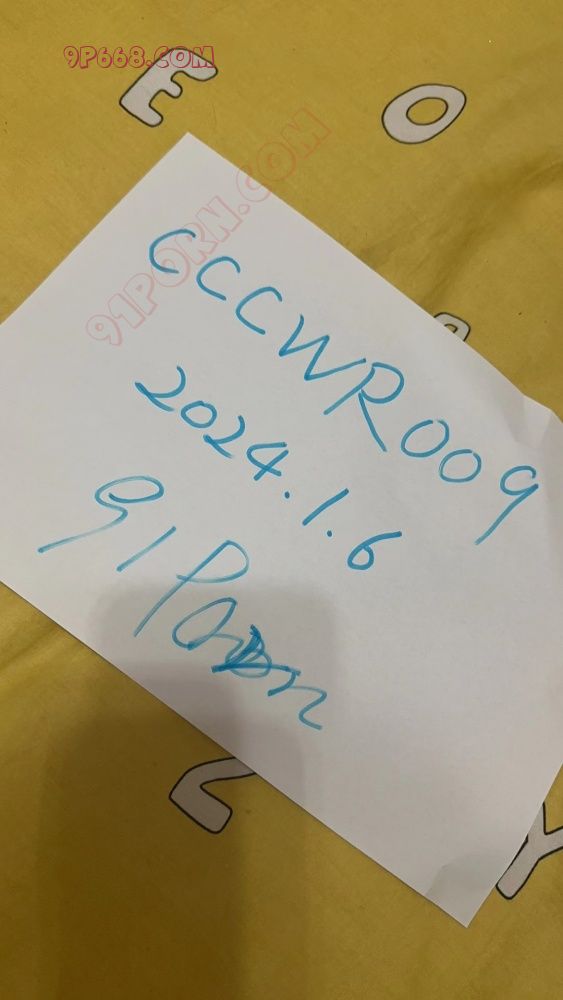 9P668.COM
E O
91PORN.COM
CCCWR009
2024.1.6
91Porn
Z Y